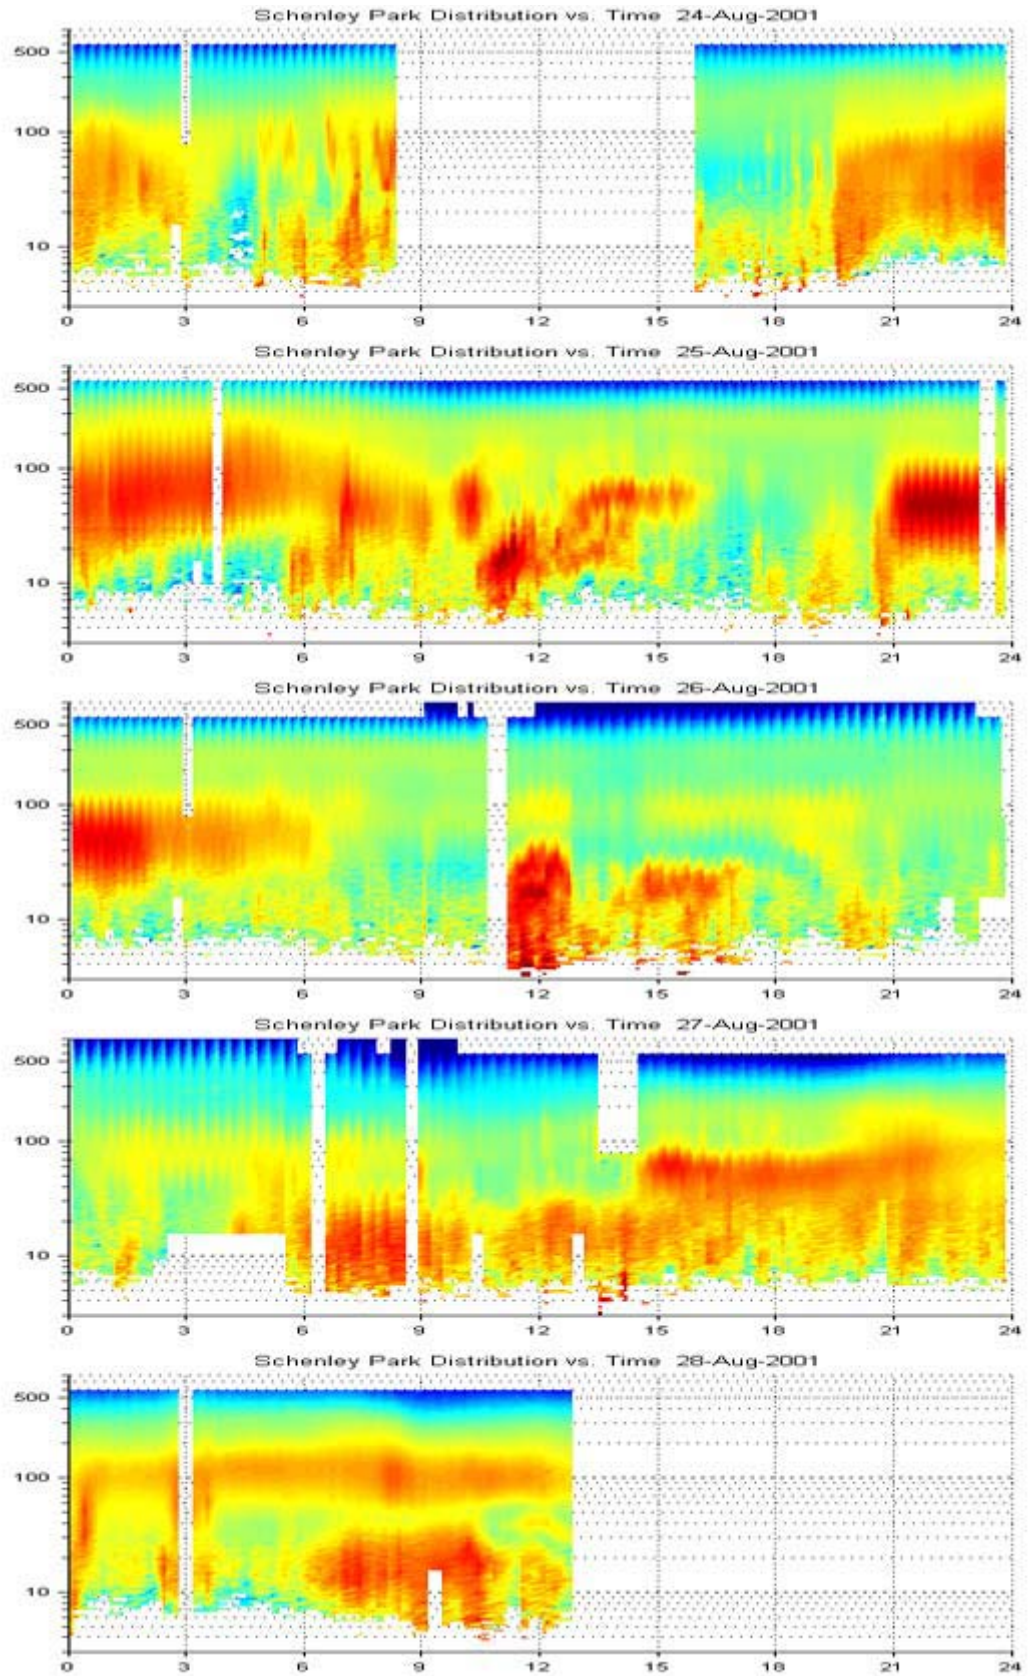 Schenley Park Distribution vs. Time 24-Aug-2001
500
100
10
0 3 6 9 12 15 18 21 24
Schenley Park Distribution vs. Time 25-Aug-2001
500
100
10
0 3 6 9 12 15 18 21 24
Schenley Park Distribution vs. Time 26-Aug-2001
500
100
10
0 3 6 9 12 15 18 21 24
Schenley Park Distribution vs. Time 27-Aug-2001
500
100
10
0 3 6 9 12 15 18 21 24
Schenley Park Distribution vs. Time 28-Aug-2001
500
100
10
0 3 6 9 12 15 18 21 24